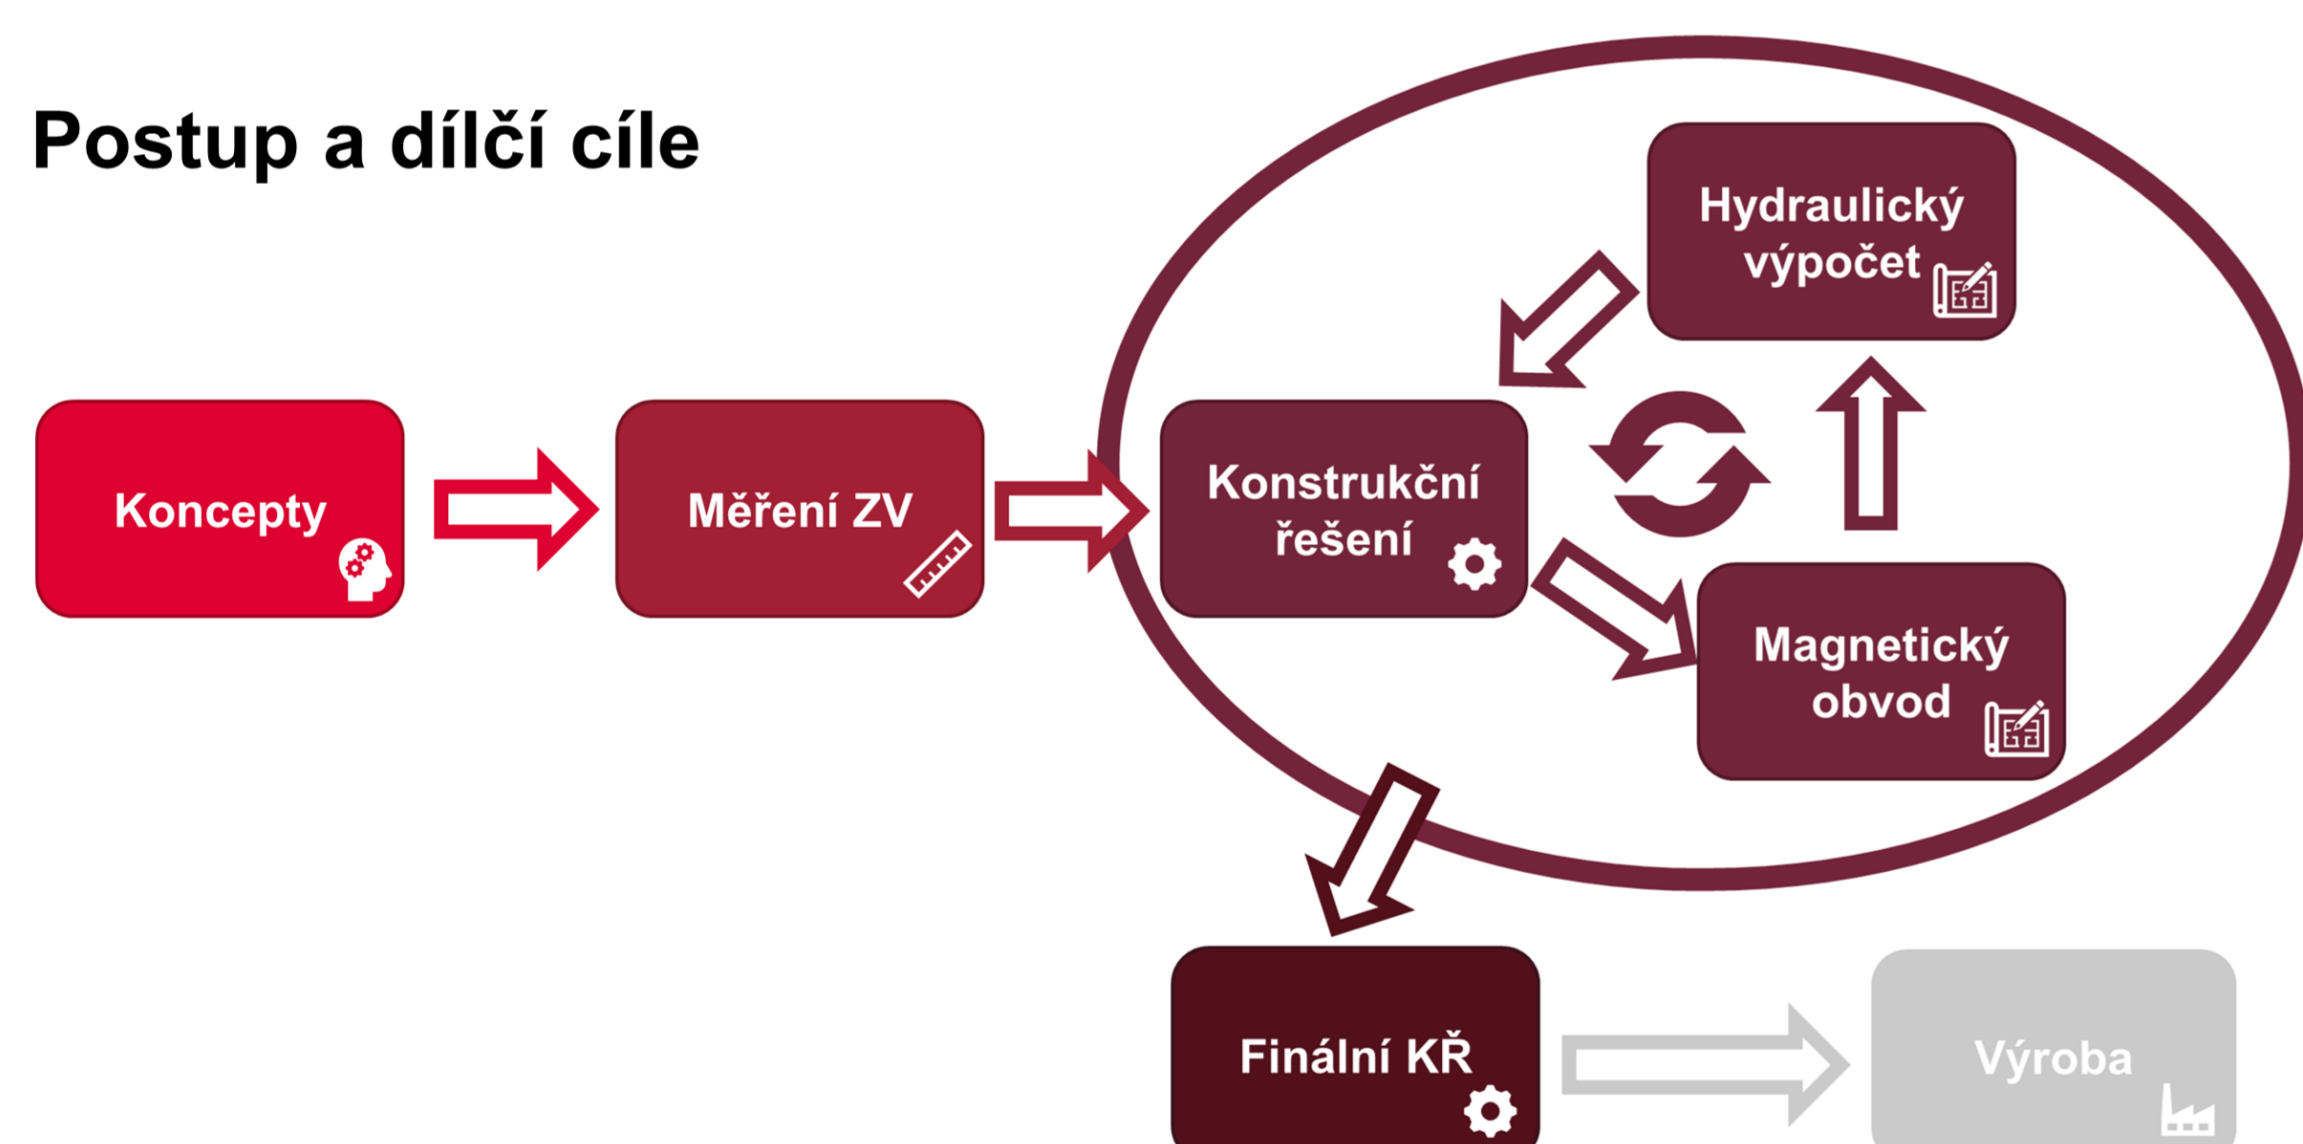 Postup a dílčí cíle
Koncepty
Měření ZV
Konstrukční
řešení
Hydraulický
výpočet
Magnetický
obvod
Finální KŘ
Výroba